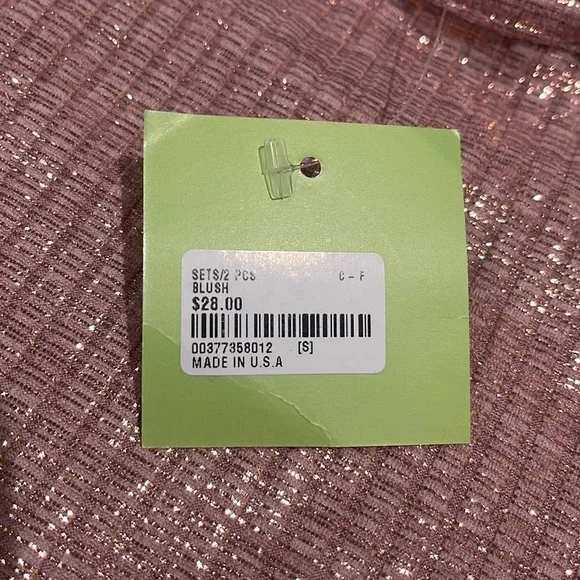 SETS/2 PCS C - F
BLUSH
$28.00
00377358012 [S]
MADE IN U.S.A